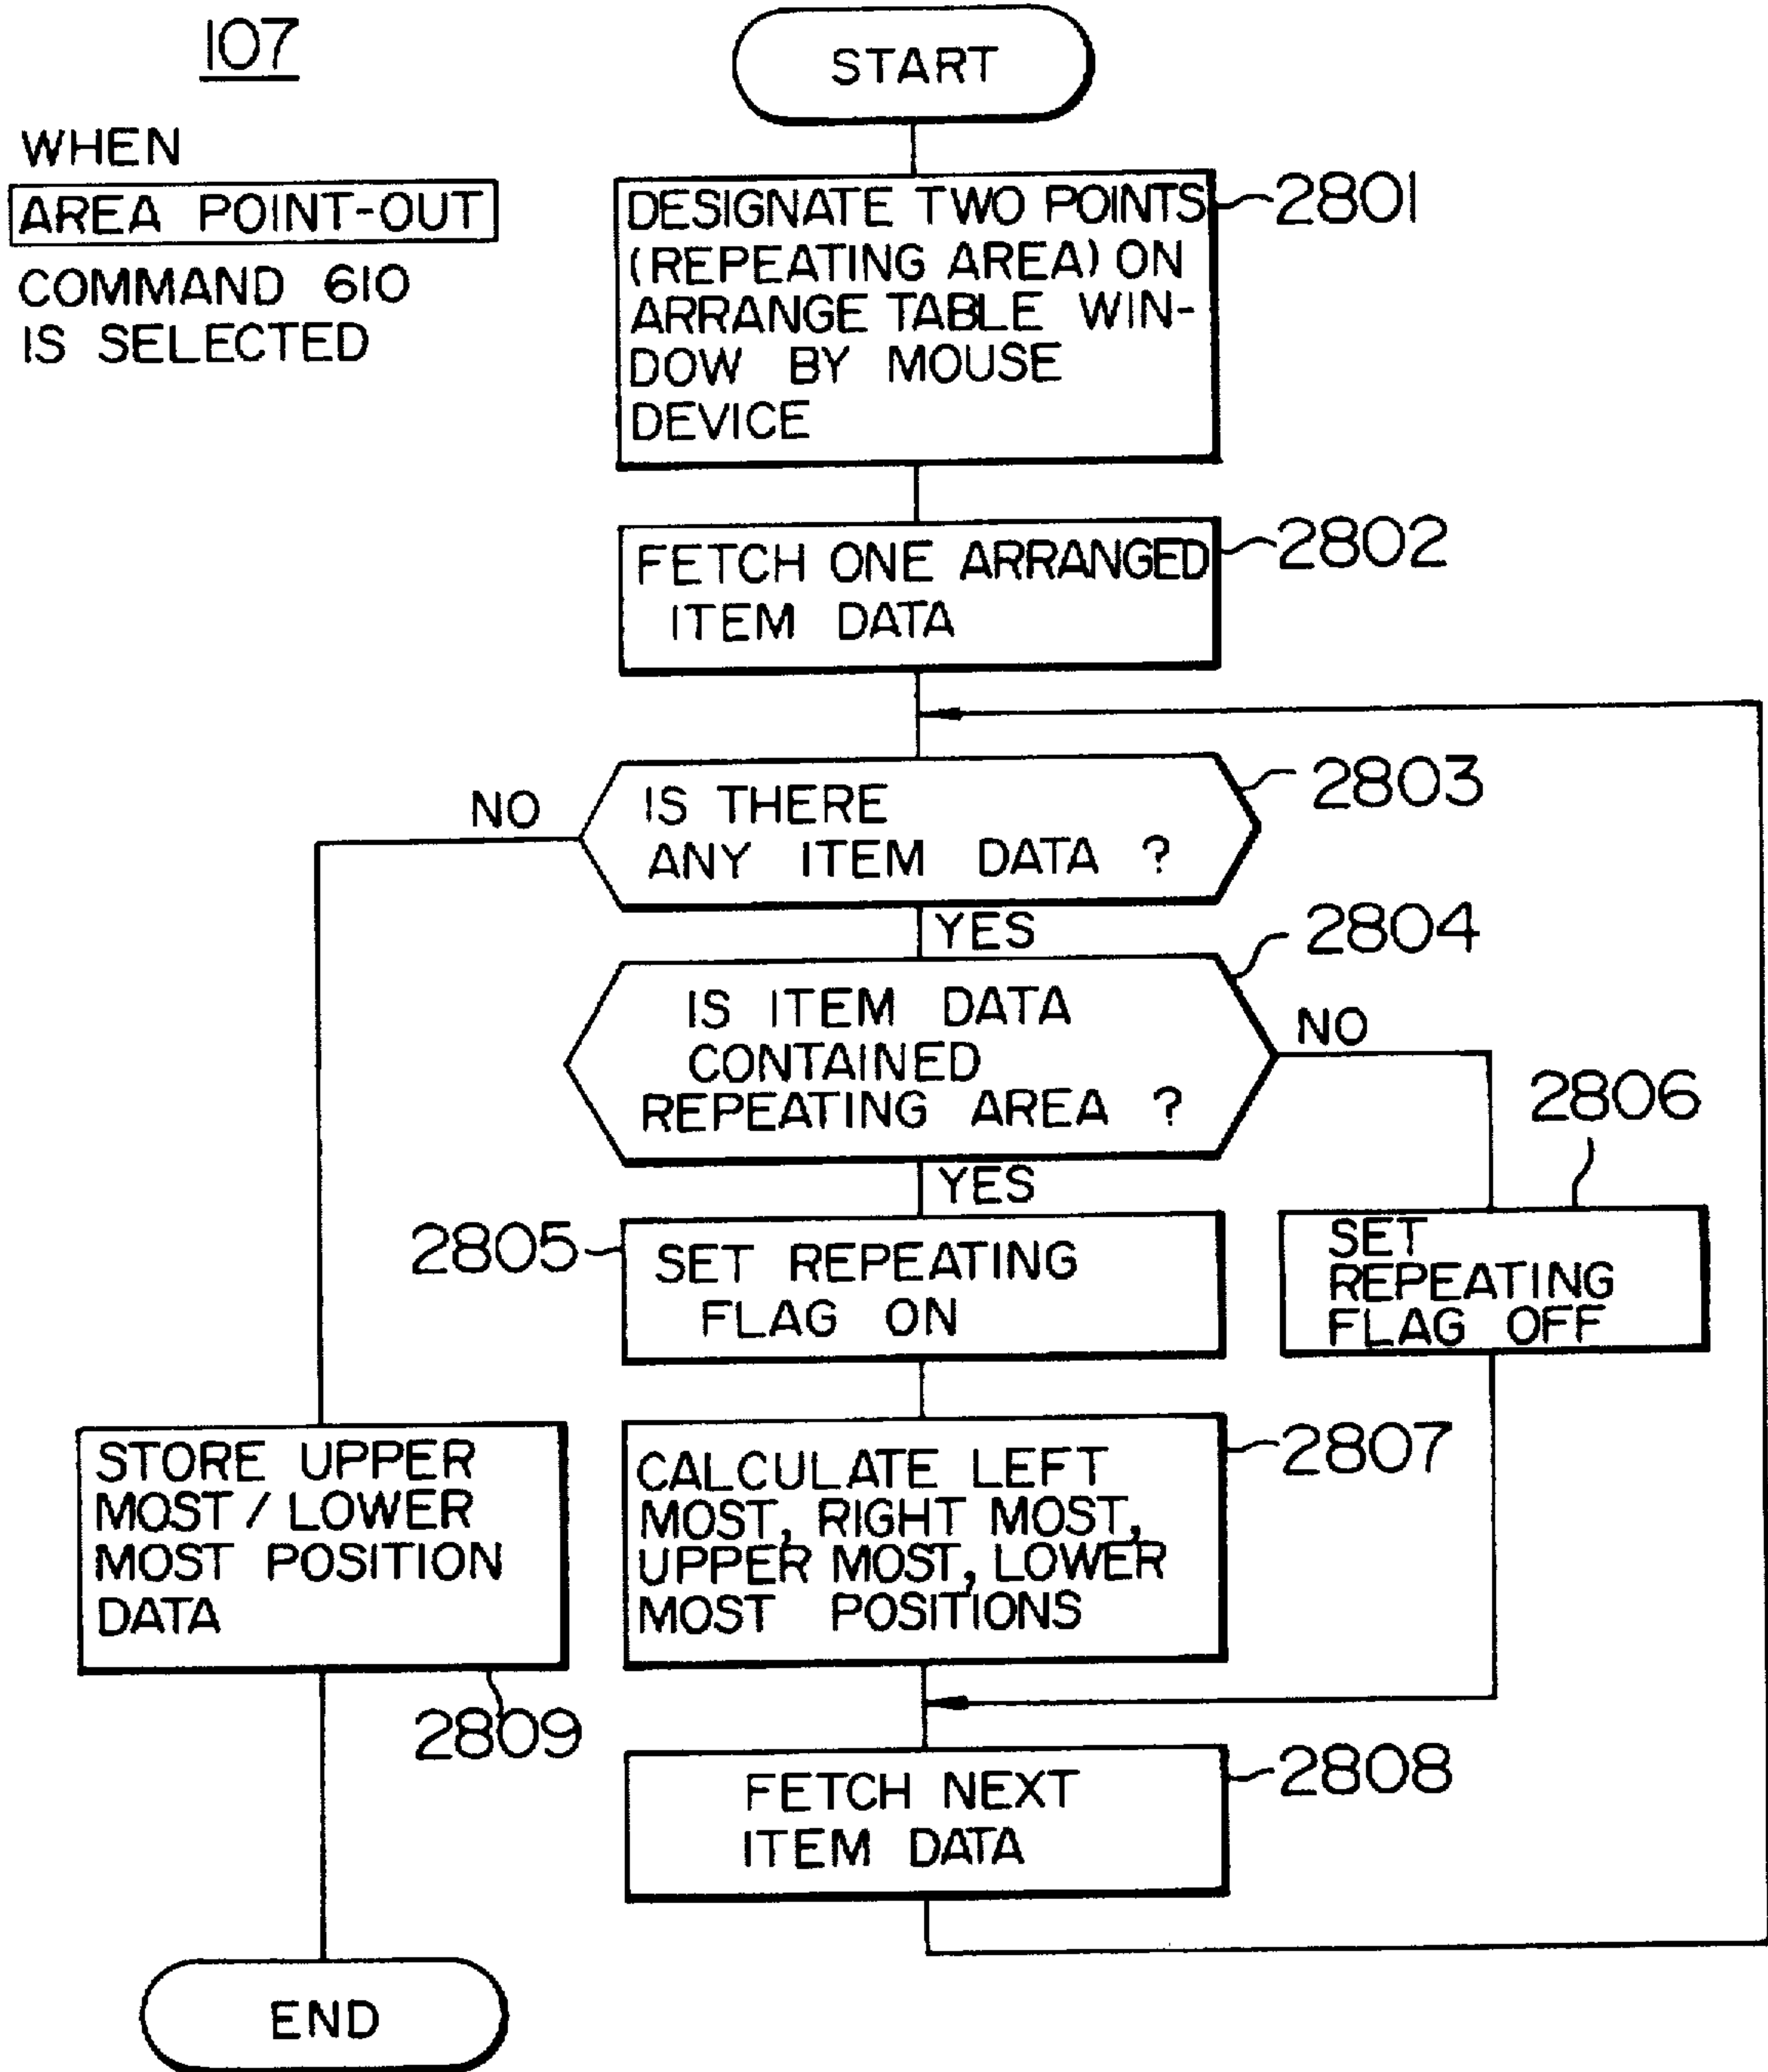 107
WHEN
AREA POINT-OUT
COMMAND 610
IS SELECTED
START
DESIGNATE TWO POINTS
(REPEATING AREA) ON
ARRANGE TABLE WIN-
DOW BY MOUSE
DEVICE
2801
FETCH ONE ARRANGED
ITEM DATA
2802
IS THERE
ANY ITEM DATA ?
2803
NO
YES
IS ITEM DATA
CONTAINED
REPEATING AREA ?
2804
NO
YES
2805
SET REPEATING
FLAG ON
2806
SET
REPEATING
FLAG OFF
CALCULATE LEFT
MOST, RIGHT MOST,
UPPER MOST, LOWER
MOST POSITIONS
2807
STORE UPPER
MOST / LOWER
MOST POSITION
DATA
2809
FETCH NEXT
ITEM DATA
2808
END